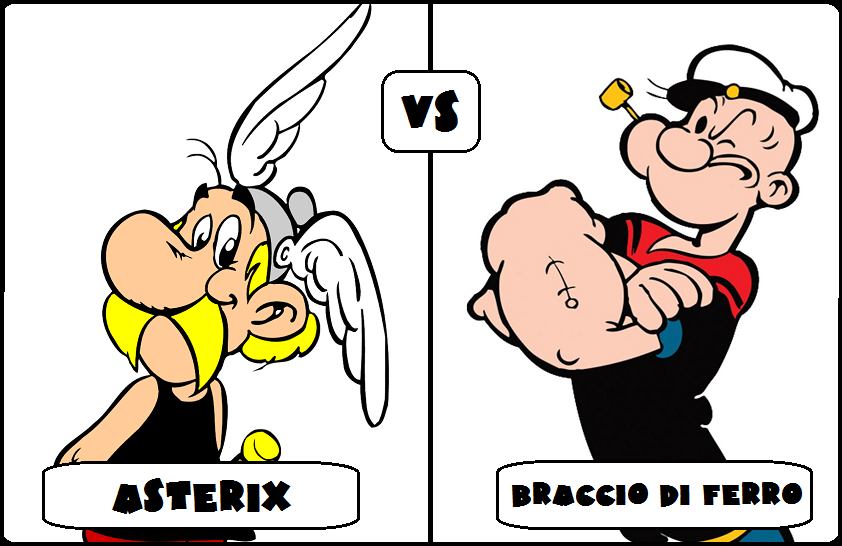 VS
ASTERIX
BRACCIO DI FERRO